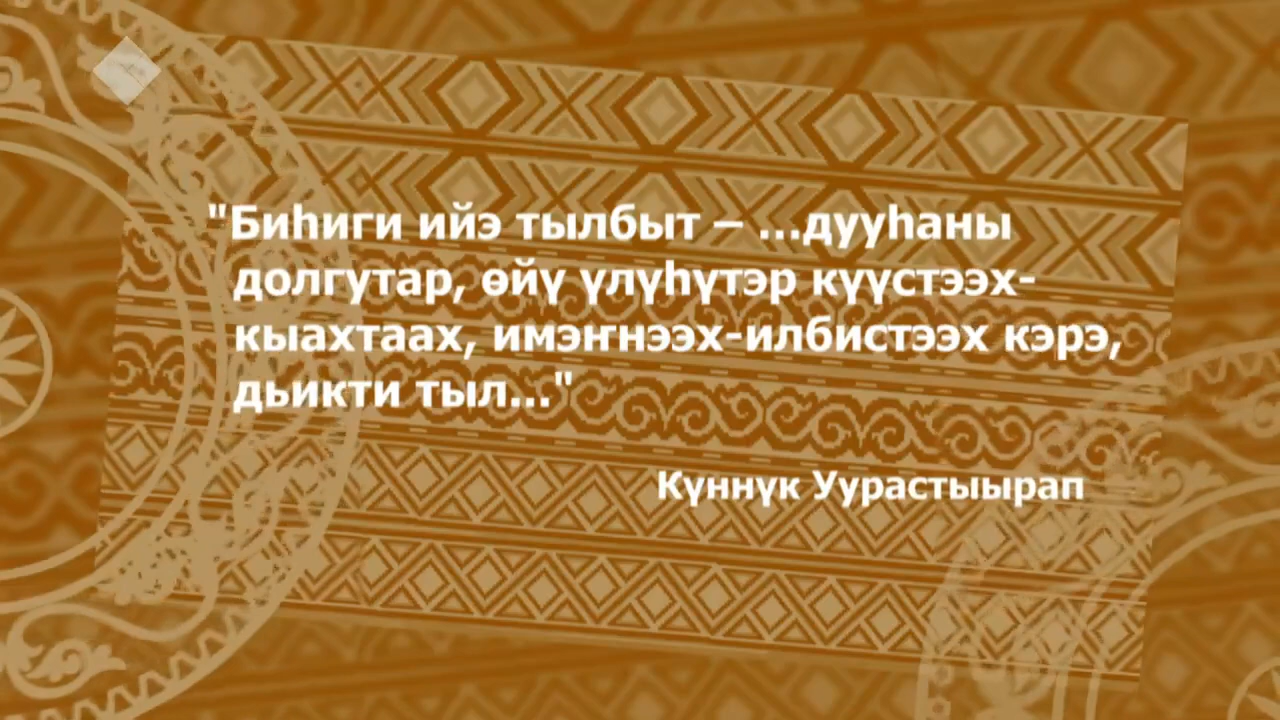 "Биһиги ийэ тылбыт – ...дууһаны
долгутар, өйү үлүһүтэр күүстээх-
кыахтаах, имэҥнээх-илбистээх кэрэ,
дьикти тыл..."
Күннүк Уурастыырап